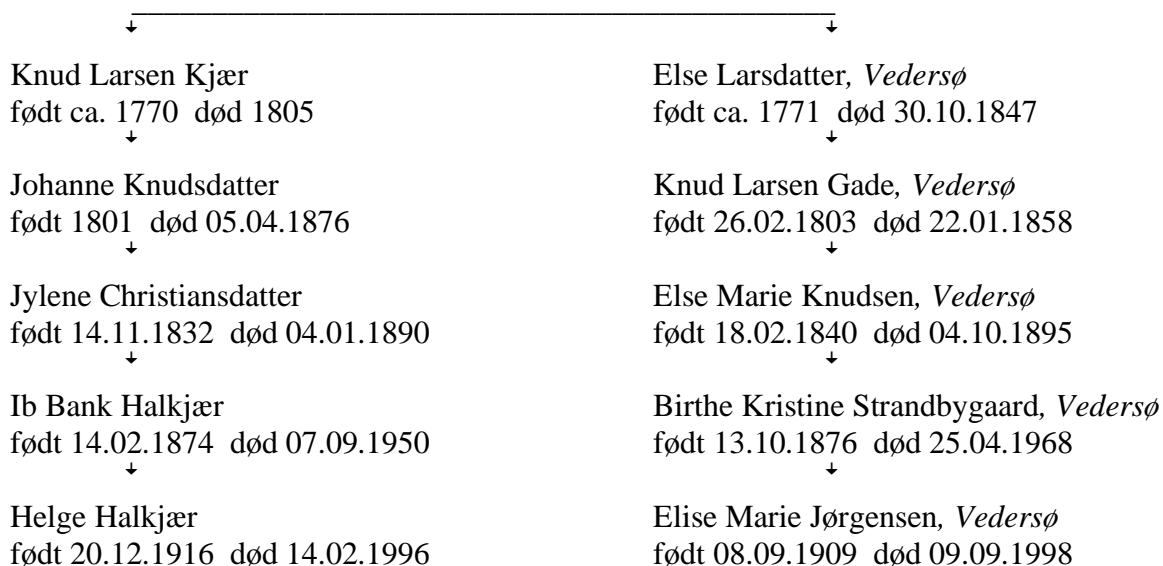 Knud Larsen Kjær
født ca. 1770 død 1805
Johanne Knudsdatter
født 1801 død 05.04.1876
Jylene Christiansdatter
født 14.11.1832 død 04.01.1890
Ib Bank Halkjær
født 14.02.1874 død 07.09.1950
Helge Halkjær
født 20.12.1916 død 14.02.1996
Else Larsdatter, Vedersø
født ca. 1771 død 30.10.1847
Knud Larsen Gade, Vedersø
født 26.02.1803 død 22.01.1858
Else Marie Knudsen, Vedersø
født 18.02.1840 død 04.10.1895
Birthe Kristine Strandbygaard, Vedersø
født 13.10.1876 død 25.04.1968
Elise Marie Jørgensen, Vedersø
født 08.09.1909 død 09.09.1998